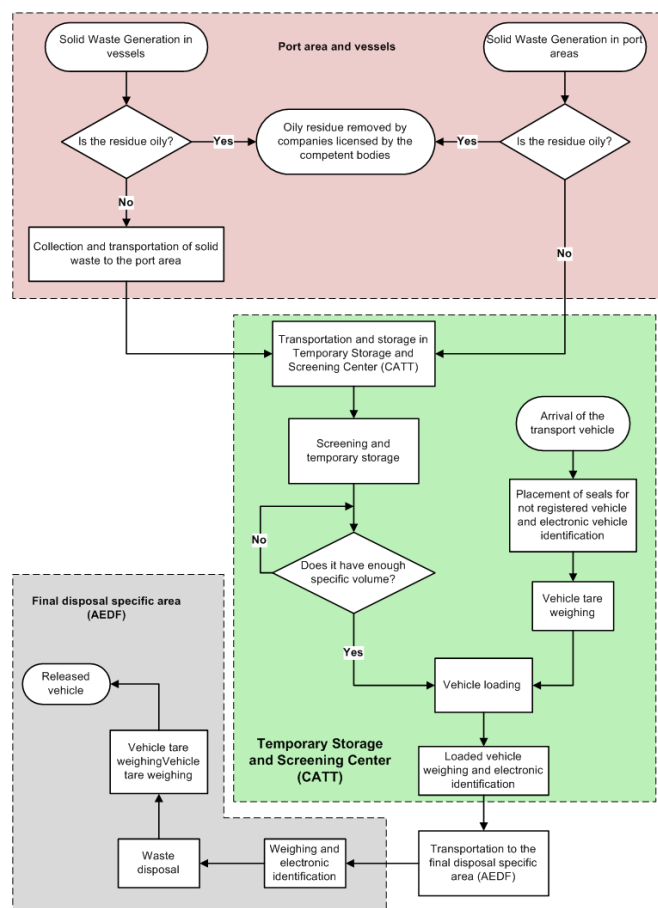 Solid Waste Generation in
vessels
Port area and vessels
Solid Waste Generation in port
areas
Is the residue oily?
Yes
Oily residue removed by
companies licensed by the
competent bodies
Yes
Is the residue oily?
No
Collection and transportation of solid
waste to the port area
No
Transportation and storage in
Temporary Storage and
Screening Center (CATT)
Screening and
temporary storage
Arrival of the
transport vehicle
Placement of seals for
not registered vehicle
and electronic vehicle
identification
No
Does it have enough
specific volume?
Vehicle tare
weighing
Yes
Vehicle loading
Temporary Storage
and Screening Center
(CATT)
Loaded vehicle
weighing and electronic
identification
Final disposal specific area
(AEDF)
Released
vehicle
Vehicle tare
weighingVehicle
tare weighing
Waste
disposal
Weighing and
electronic
identification
Transportation to the
final disposal specific
area (AEDF)